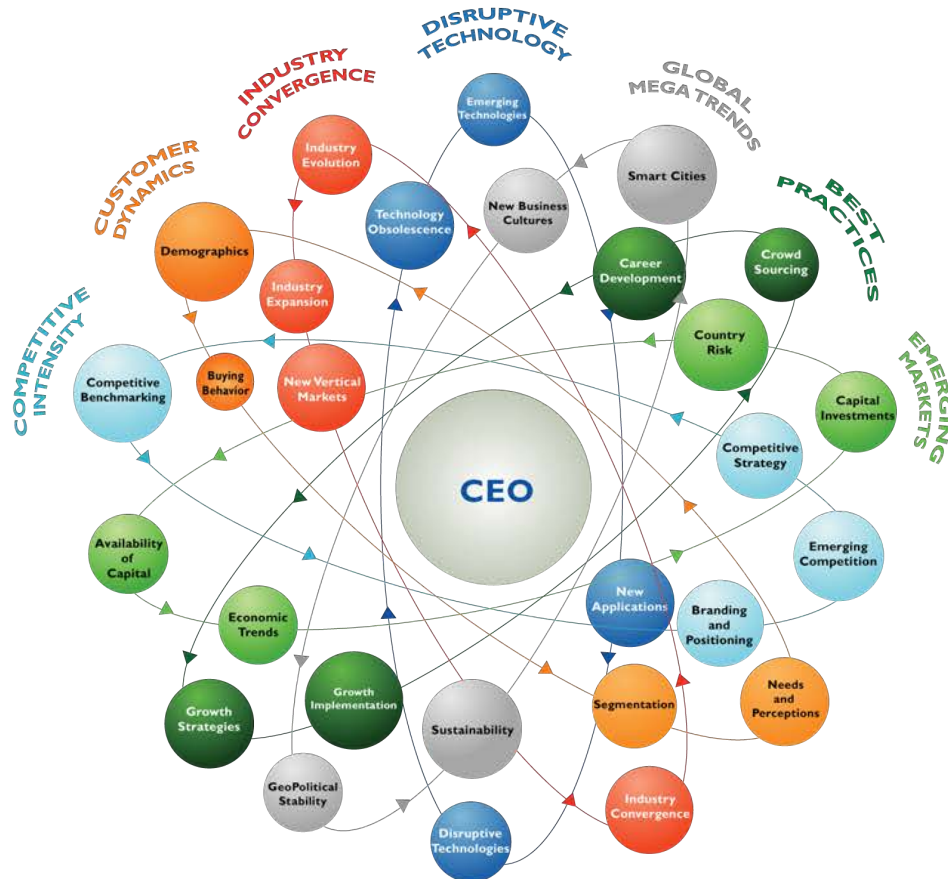 DISRUPTIVE
TECHNOLOGY
INDUSTRY
CONVERGENCE
GLOBAL
MEGA TRENDS
CUSTOMER
DYNAMICS
BEST
PRACTICES
COMPETITIVE
INTENSITY
EMERGING
MARKETS
Emerging
Technologies
Industry
Evolution
Smart Cities
New Business
Cultures
Technology
Obsolescence
Demographics
Career
Development
Crowd
Sourcing
Industry
Expansion
Country
Risk
Competitive
Benchmarking
Buying
Behavior
New Vertical
Markets
Capital
Investments
Competitive
Strategy
CEO
Availability
of
Capital
Emerging
Competition
Economic
Trends
New
Applications
Branding
and
Positioning
Growth
Strategies
Growth
Implementation
Sustainability
Segmentation
Needs
and
Perceptions
GeoPolitical
Stability
Disruptive
Technologies
Industry
Convergence